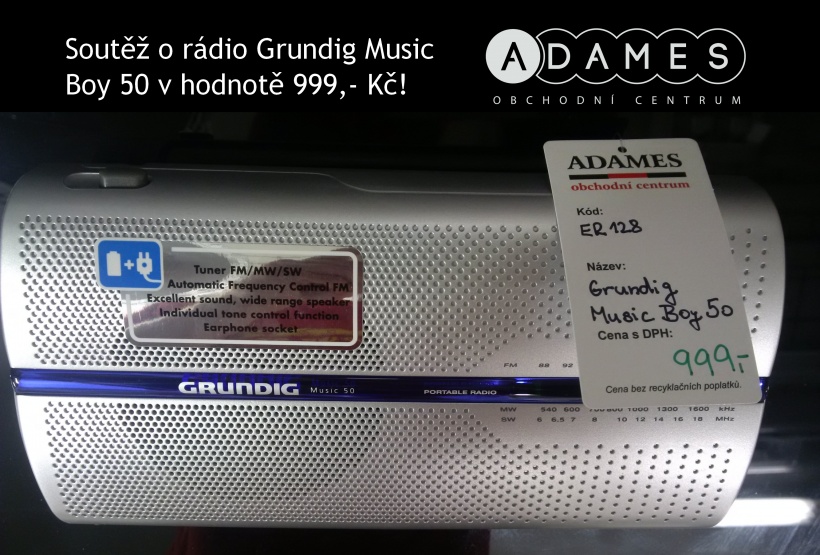 Soutěž o rádio Grundig Music
Boy 50 v hodnotě 999,- Kč!
ADAMES
OBCHODNÍ CENTRUM
ADAMES
obchodní centrum
Kód:
ER 128
Název:
Grundig
Music Boy 50
Cena s DPH:
999,-
Cena bez recyklačních poplatků.
Tuner FM/MW/SW
Automatic Frequency Control FM
Excellent sound, wide range speaker
Individual tone control function
Earphone socket
GRUNDIG Music 50 PORTABLE RADIO
FM 88 92
MW 540 600 700 800 1000 1300 1600 kHz
SW 6 6.5 7 8 10 12 14 16 18 MHz